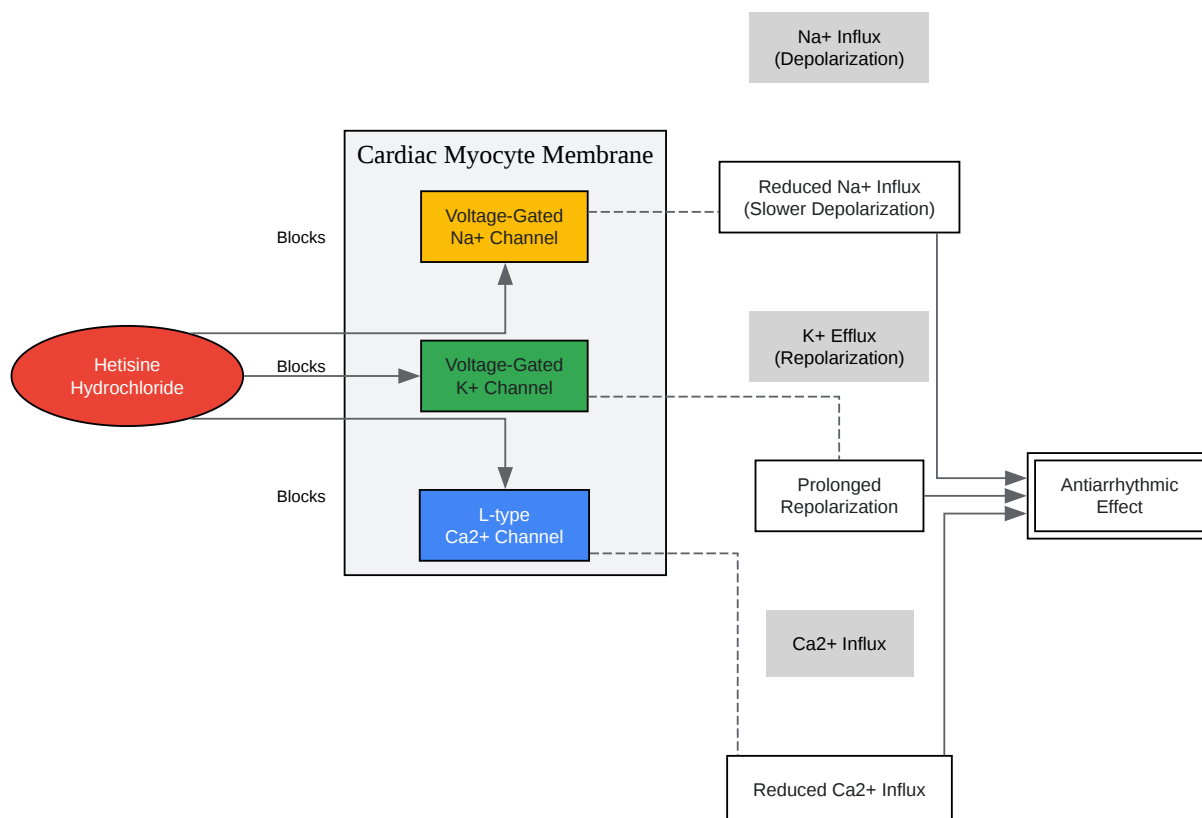 Na+ Influx
(Depolarization)
Cardiac Myocyte Membrane
Reduced Na+ Influx
(Slower Depolarization)
Voltage-Gated
Na+ Channel
Blocks
K+ Efflux
(Repolarization)
Hetisine
Hydrochloride
Blocks
Voltage-Gated
K+ Channel
Prolonged
Repolarization
Antiarrhythmic
Effect
Blocks
L-type
Ca2+ Channel
Ca2+ Influx
Reduced Ca2+ Influx